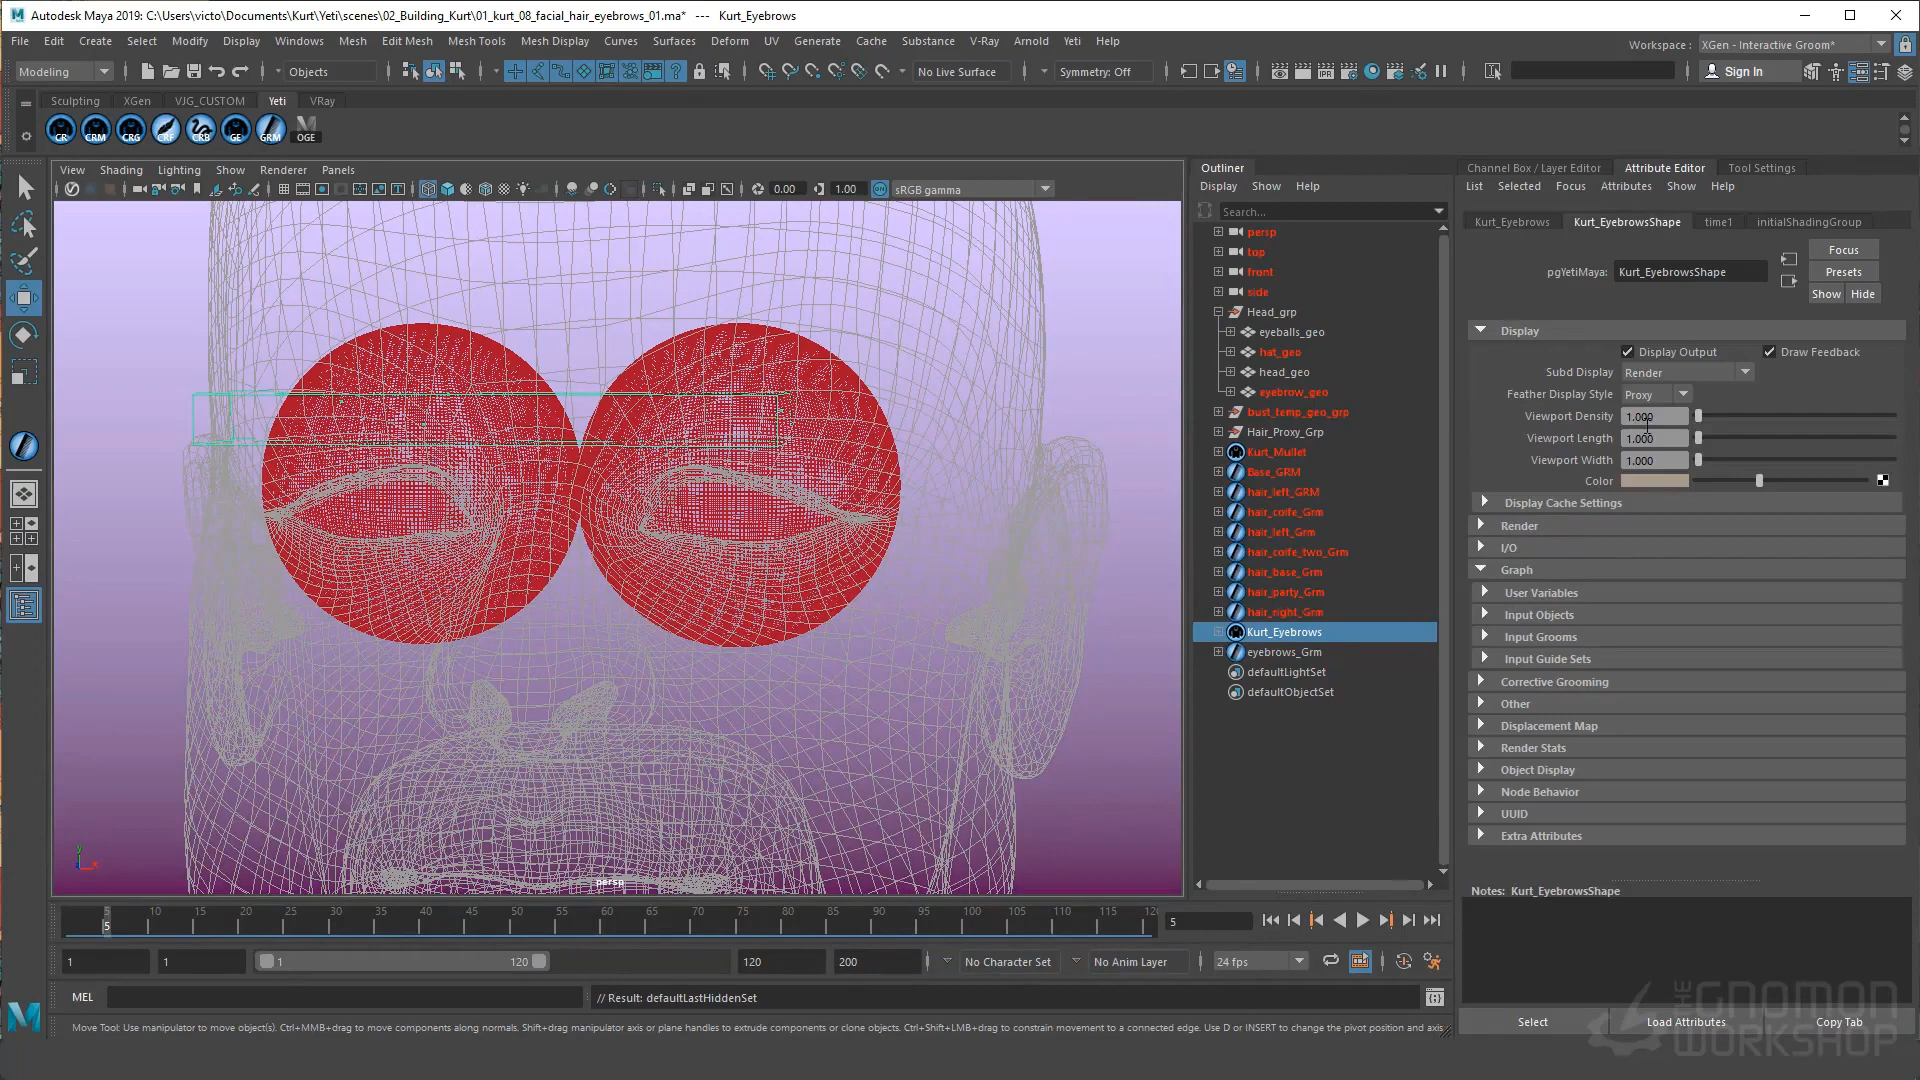 Autodesk Maya 2019: C:\Users\victo\Documents\Kurt\Yeti\scenes\02_Building_Kurt\01_kurt_08_facial_hair_eyebrows_01.ma* --- Kurt_Eyebrows
File Edit Create Select Modify Display Windows Mesh Edit Mesh Mesh Tools Mesh Display Curves Surfaces Deform UV Generate Cache Substance V-Ray Arnold Yeti Help
Workspace : XGen - Interactive Groom*
Modeling Objects No Live Surface Symmetry: Off Sign In
Sculpting XGen VJG_CUSTOM Yeti VRay
CR CRM CRG CRF CRB GE GRM OGE
View Shading Lighting Show Renderer Panels
0.00 1.00 sRGB gamma
persp
Outliner
Display Show Help
Search...
persp
top
front
side
Head_grp
eyeballs_geo
hat_geo
head_geo
eyebrow_geo
bust_temp_geo_grp
Hair_Proxy_Grp
Kurt_Mullet
Base_GRM
hair_left_GRM
hair_coife_Grm
hair_left_Grm
hair_coife_two_Grm
hair_base_Grm
hair_party_Grm
hair_right_Grm
Kurt_Eyebrows
eyebrows_Grm
defaultLightSet
defaultObjectSet
Channel Box / Layer Editor Attribute Editor Tool Settings
List Selected Focus Attributes Show Help
Kurt_Eyebrows Kurt_EyebrowsShape time1 initialShadingGroup
Focus
pgYetiMaya: Kurt_EyebrowsShape Presets
Show Hide
Display
Display Output Draw Feedback
Subd Display Render
Feather Display Style Proxy
Viewport Density 1.000
Viewport Length 1.000
Viewport Width 1.000
Color
Display Cache Settings
Render
I/O
Graph
User Variables
Input Objects
Input Grooms
Input Guide Sets
Corrective Grooming
Other
Displacement Map
Render Stats
Object Display
Node Behavior
UUID
Extra Attributes
Notes: Kurt_EyebrowsShape
Select Load Attributes Copy Tab
5 10 15 20 25 30 35 40 45 50 55 60 65 70 75 80 85 90 95 100 105 110 115 12
5
5
1 1 1 120 120 200 No Character Set No Anim Layer 24 fps
MEL // Result: defaultLastHiddenSet
Move Tool: Use manipulator to move object(s). Ctrl+MMB+drag to move components along normals. Shift+drag manipulator axis or plane handles to extrude components or clone objects. Ctrl+Shift+LMB+drag to constrain movement to a connected edge. Use D or INSERT to change the pivot position and axis
THE GNOMON WORKSHOP